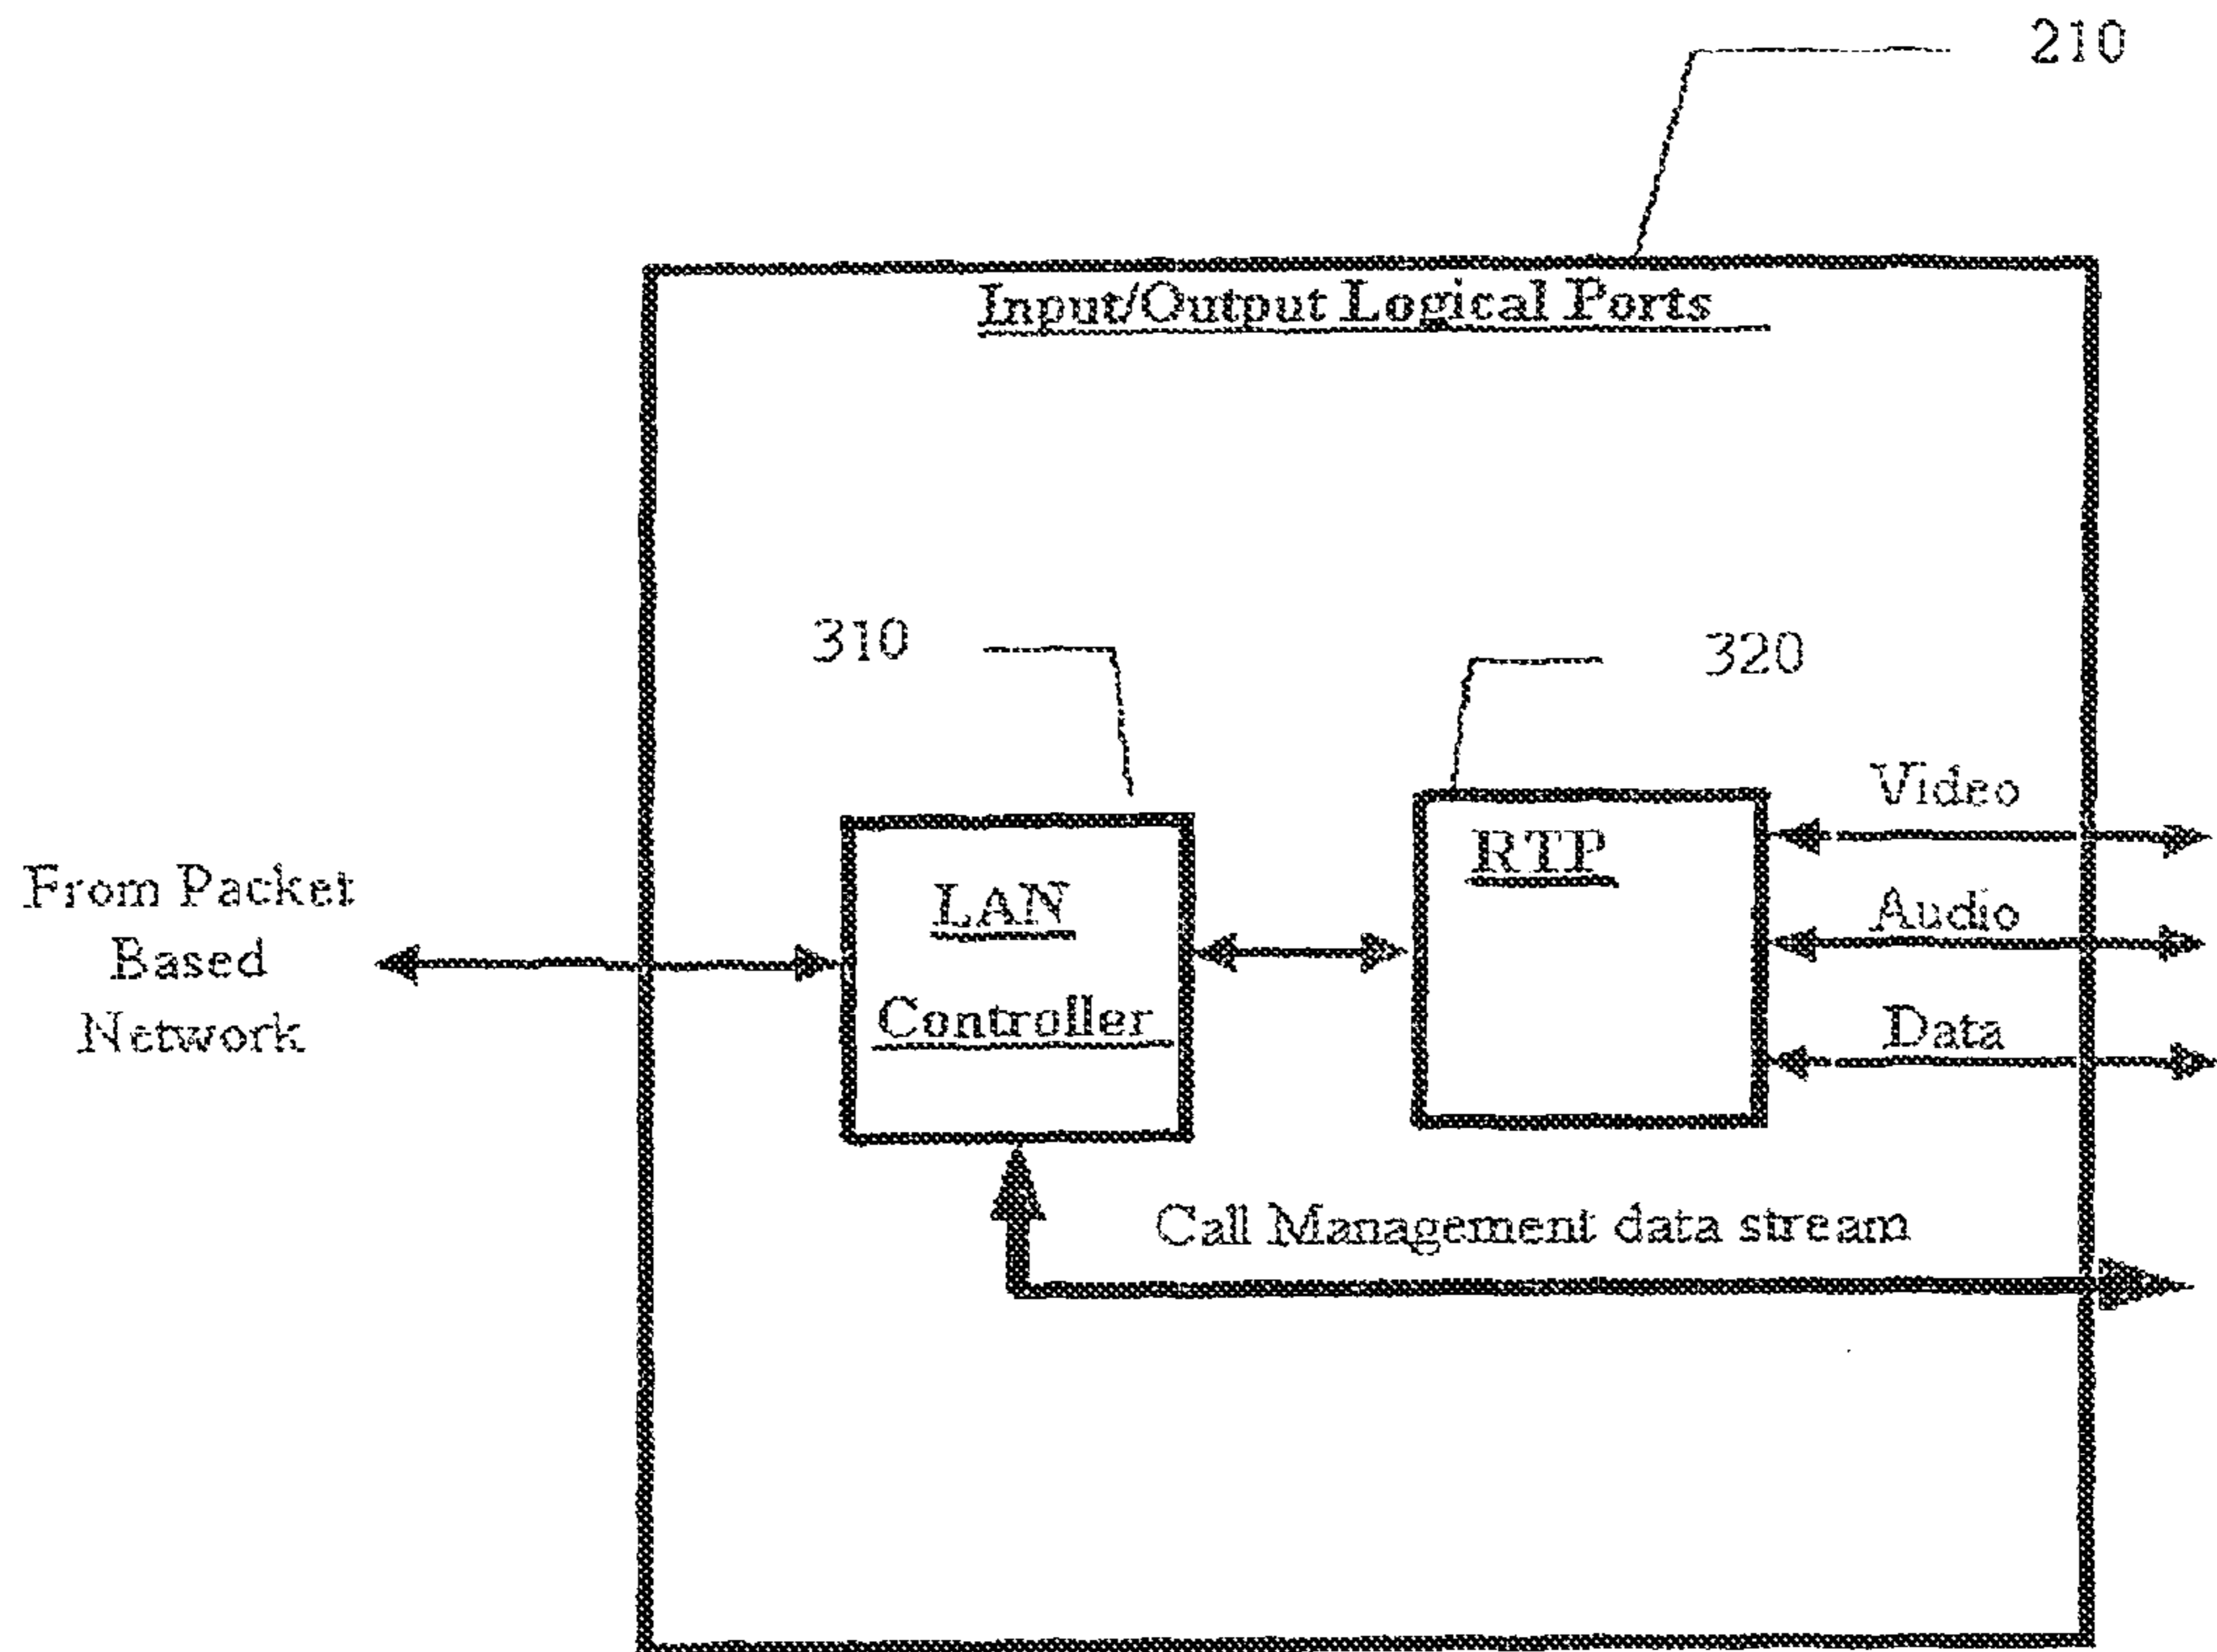 210
Input/Output Logical Ports
310
320
Video
RTP
From Packet
Based
Network
LAN
Controller
Audio
Data
Call Management data stream